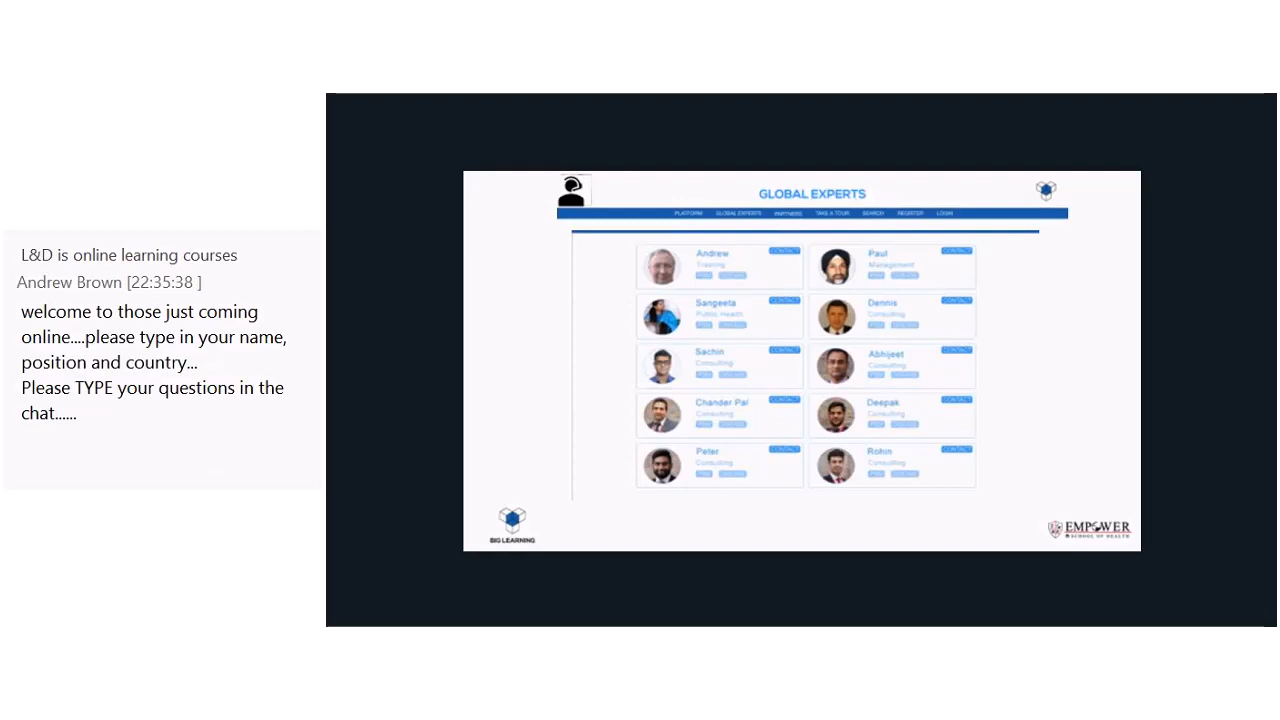 L&D is online learning courses
Andrew Brown [22:35:38 ]
welcome to those just coming
online....please type in your name,
position and country...
Please TYPE your questions in the
chat......
GLOBAL EXPERTS
PLATFORM GLOBAL EXPERTS PARTNERS TAKE A TOUR SEARCH REGISTER LOGIN
Andrew CONTACT
Training
Paul CONTACT
Management
Sangeeta CONTACT
Public Health
Dennis CONTACT
Consulting
Sachin CONTACT
Consulting
Abhijeet CONTACT
Consulting
Chander Pal CONTACT
Consulting
Deepak CONTACT
Consulting
Peter CONTACT
Consulting
Rohin CONTACT
Consulting
BIG LEARNING
EMPOWER
SCHOOL OF HEALTH